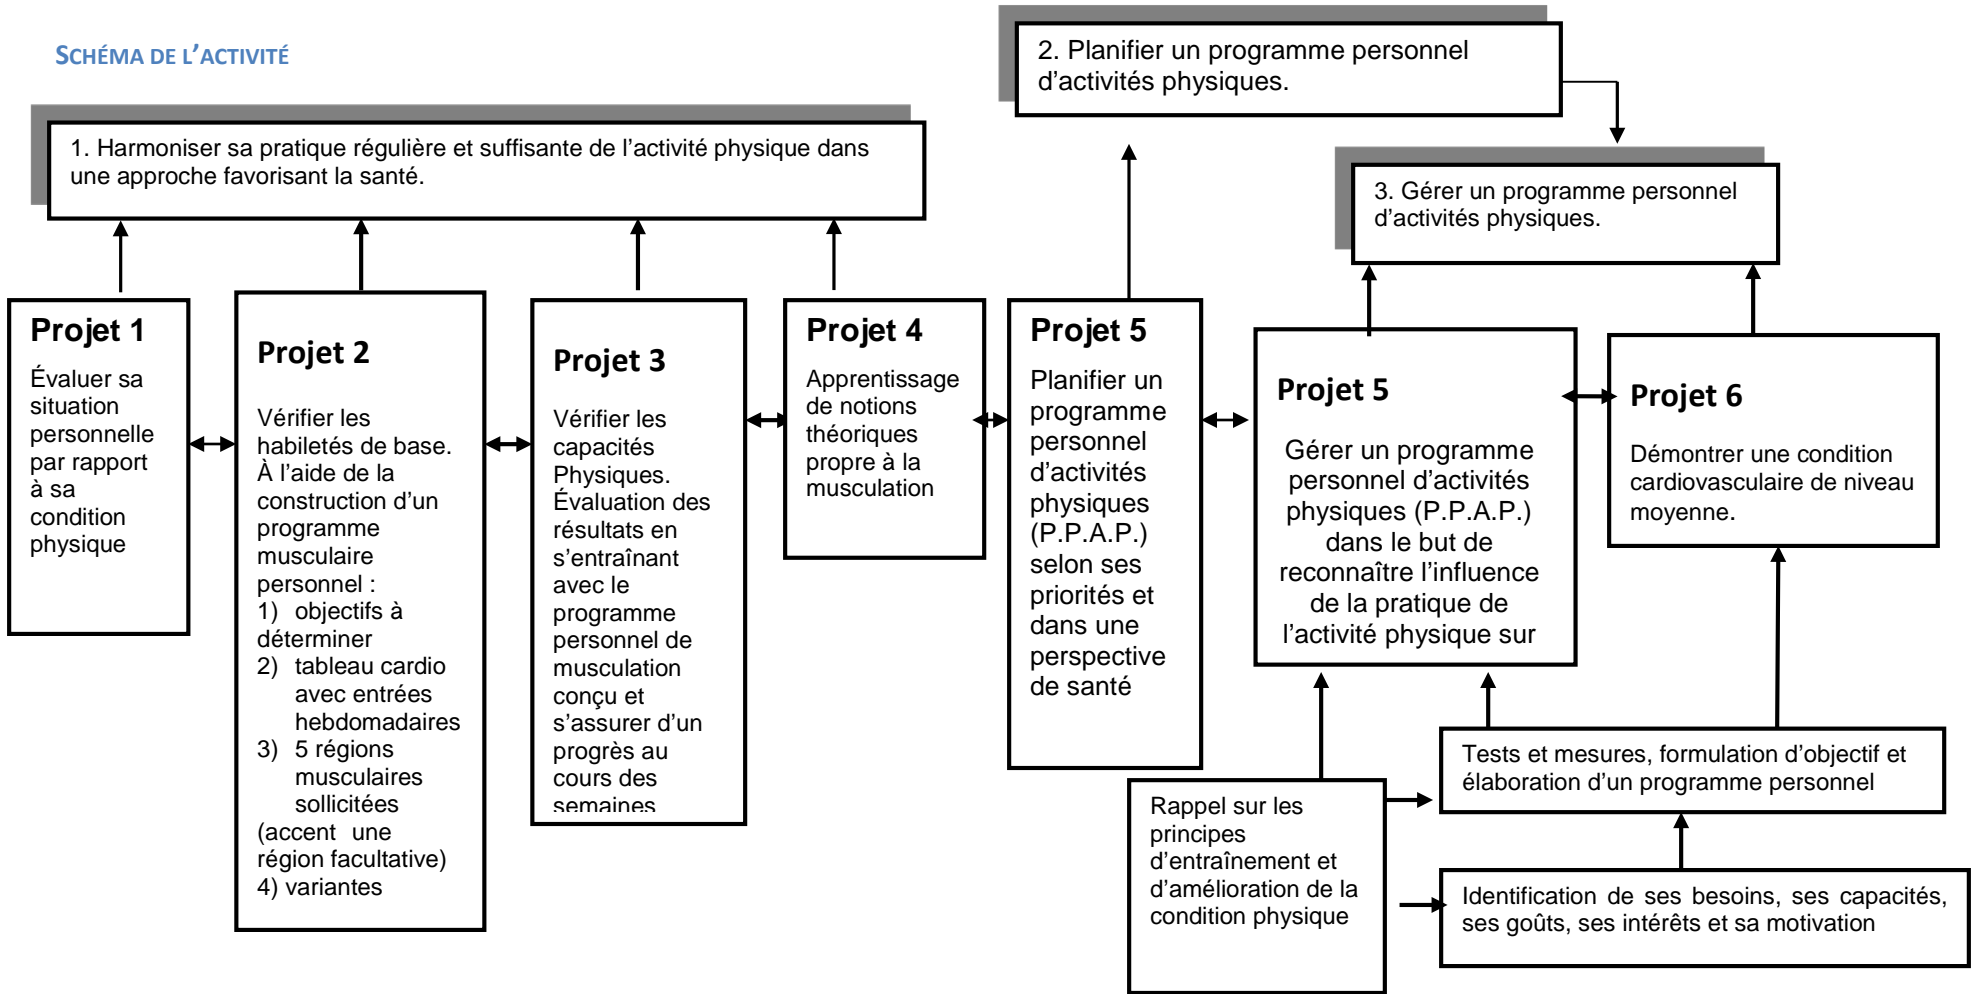 SCHÉMA DE L’ACTIVITÉ
1. Harmoniser sa pratique régulière et suffisante de l’activité physique dans
une approche favorisant la santé.
2. Planifier un programme personnel
d’activités physiques.
3. Gérer un programme personnel
d’activités physiques.
Projet 1
Évaluer sa
situation
personnelle
par rapport
à sa
condition
physique
Projet 2
Vérifier les
habiletés de base.
À l’aide de la
construction d’un
programme
musculaire
personnel :
1) objectifs à
déterminer
2) tableau cardio
avec entrées
hebdomadaires
3) 5 régions
musculaires
sollicitées
(accent une
région facultative)
4) variantes
Projet 3
Vérifier les
capacités
Physiques.
Évaluation des
résultats en
s’entraînant
avec le
programme
personnel de
musculation
conçu et
s’assurer d’un
progrès au
cours des
semaines
Projet 4
Apprentissage
de notions
théoriques
propre à la
musculation
Projet 5
Planifier un
programme
personnel
d’activités
physiques
(P.P.A.P.)
selon ses
priorités et
dans une
perspective
de santé
Projet 5
Gérer un programme
personnel d’activités
physiques (P.P.A.P.)
dans le but de
reconnaître l’influence
de la pratique de
l’activité physique sur
Projet 6
Démontrer une condition
cardiovasculaire de niveau
moyenne.
Rappel sur les
principes
d’entraînement et
d’amélioration de la
condition physique
Tests et mesures, formulation d’objectif et
élaboration d’un programme personnel
Identification de ses besoins, ses capacités,
ses goûts, ses intérêts et sa motivation